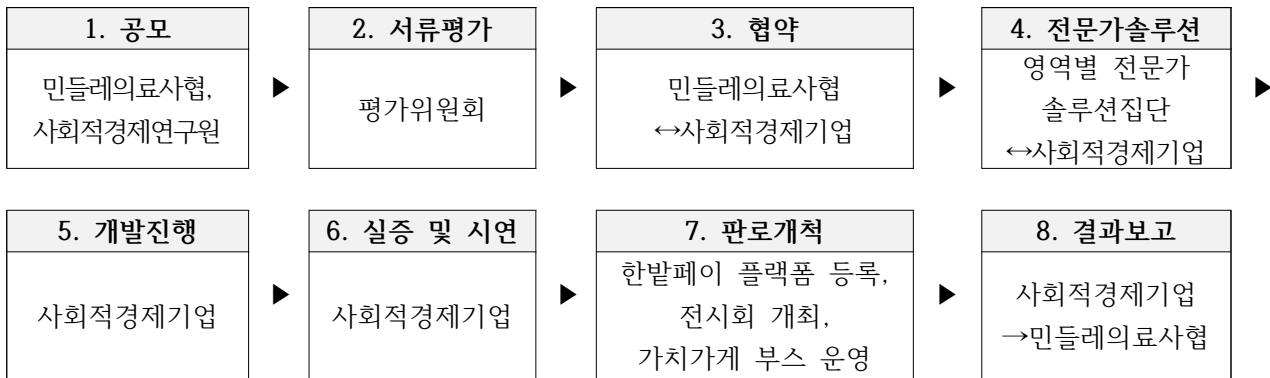 1. 공모
민들레의료사협,
사회적경제연구원
▶
2. 서류평가
평가위원회
▶
3. 협약
민들레의료사협
↔사회적경제기업
▶
4. 전문가솔루션
영역별 전문가
솔루션집단
↔사회적경제기업
▶
5. 개발진행
사회적경제기업
▶
6. 실증 및 시연
사회적경제기업
▶
7. 판로개척
한밭페이 플랙폼 등록,
전시회 개최,
가치가게 부스 운영
▶
8. 결과보고
사회적경제기업
→민들레의료사협